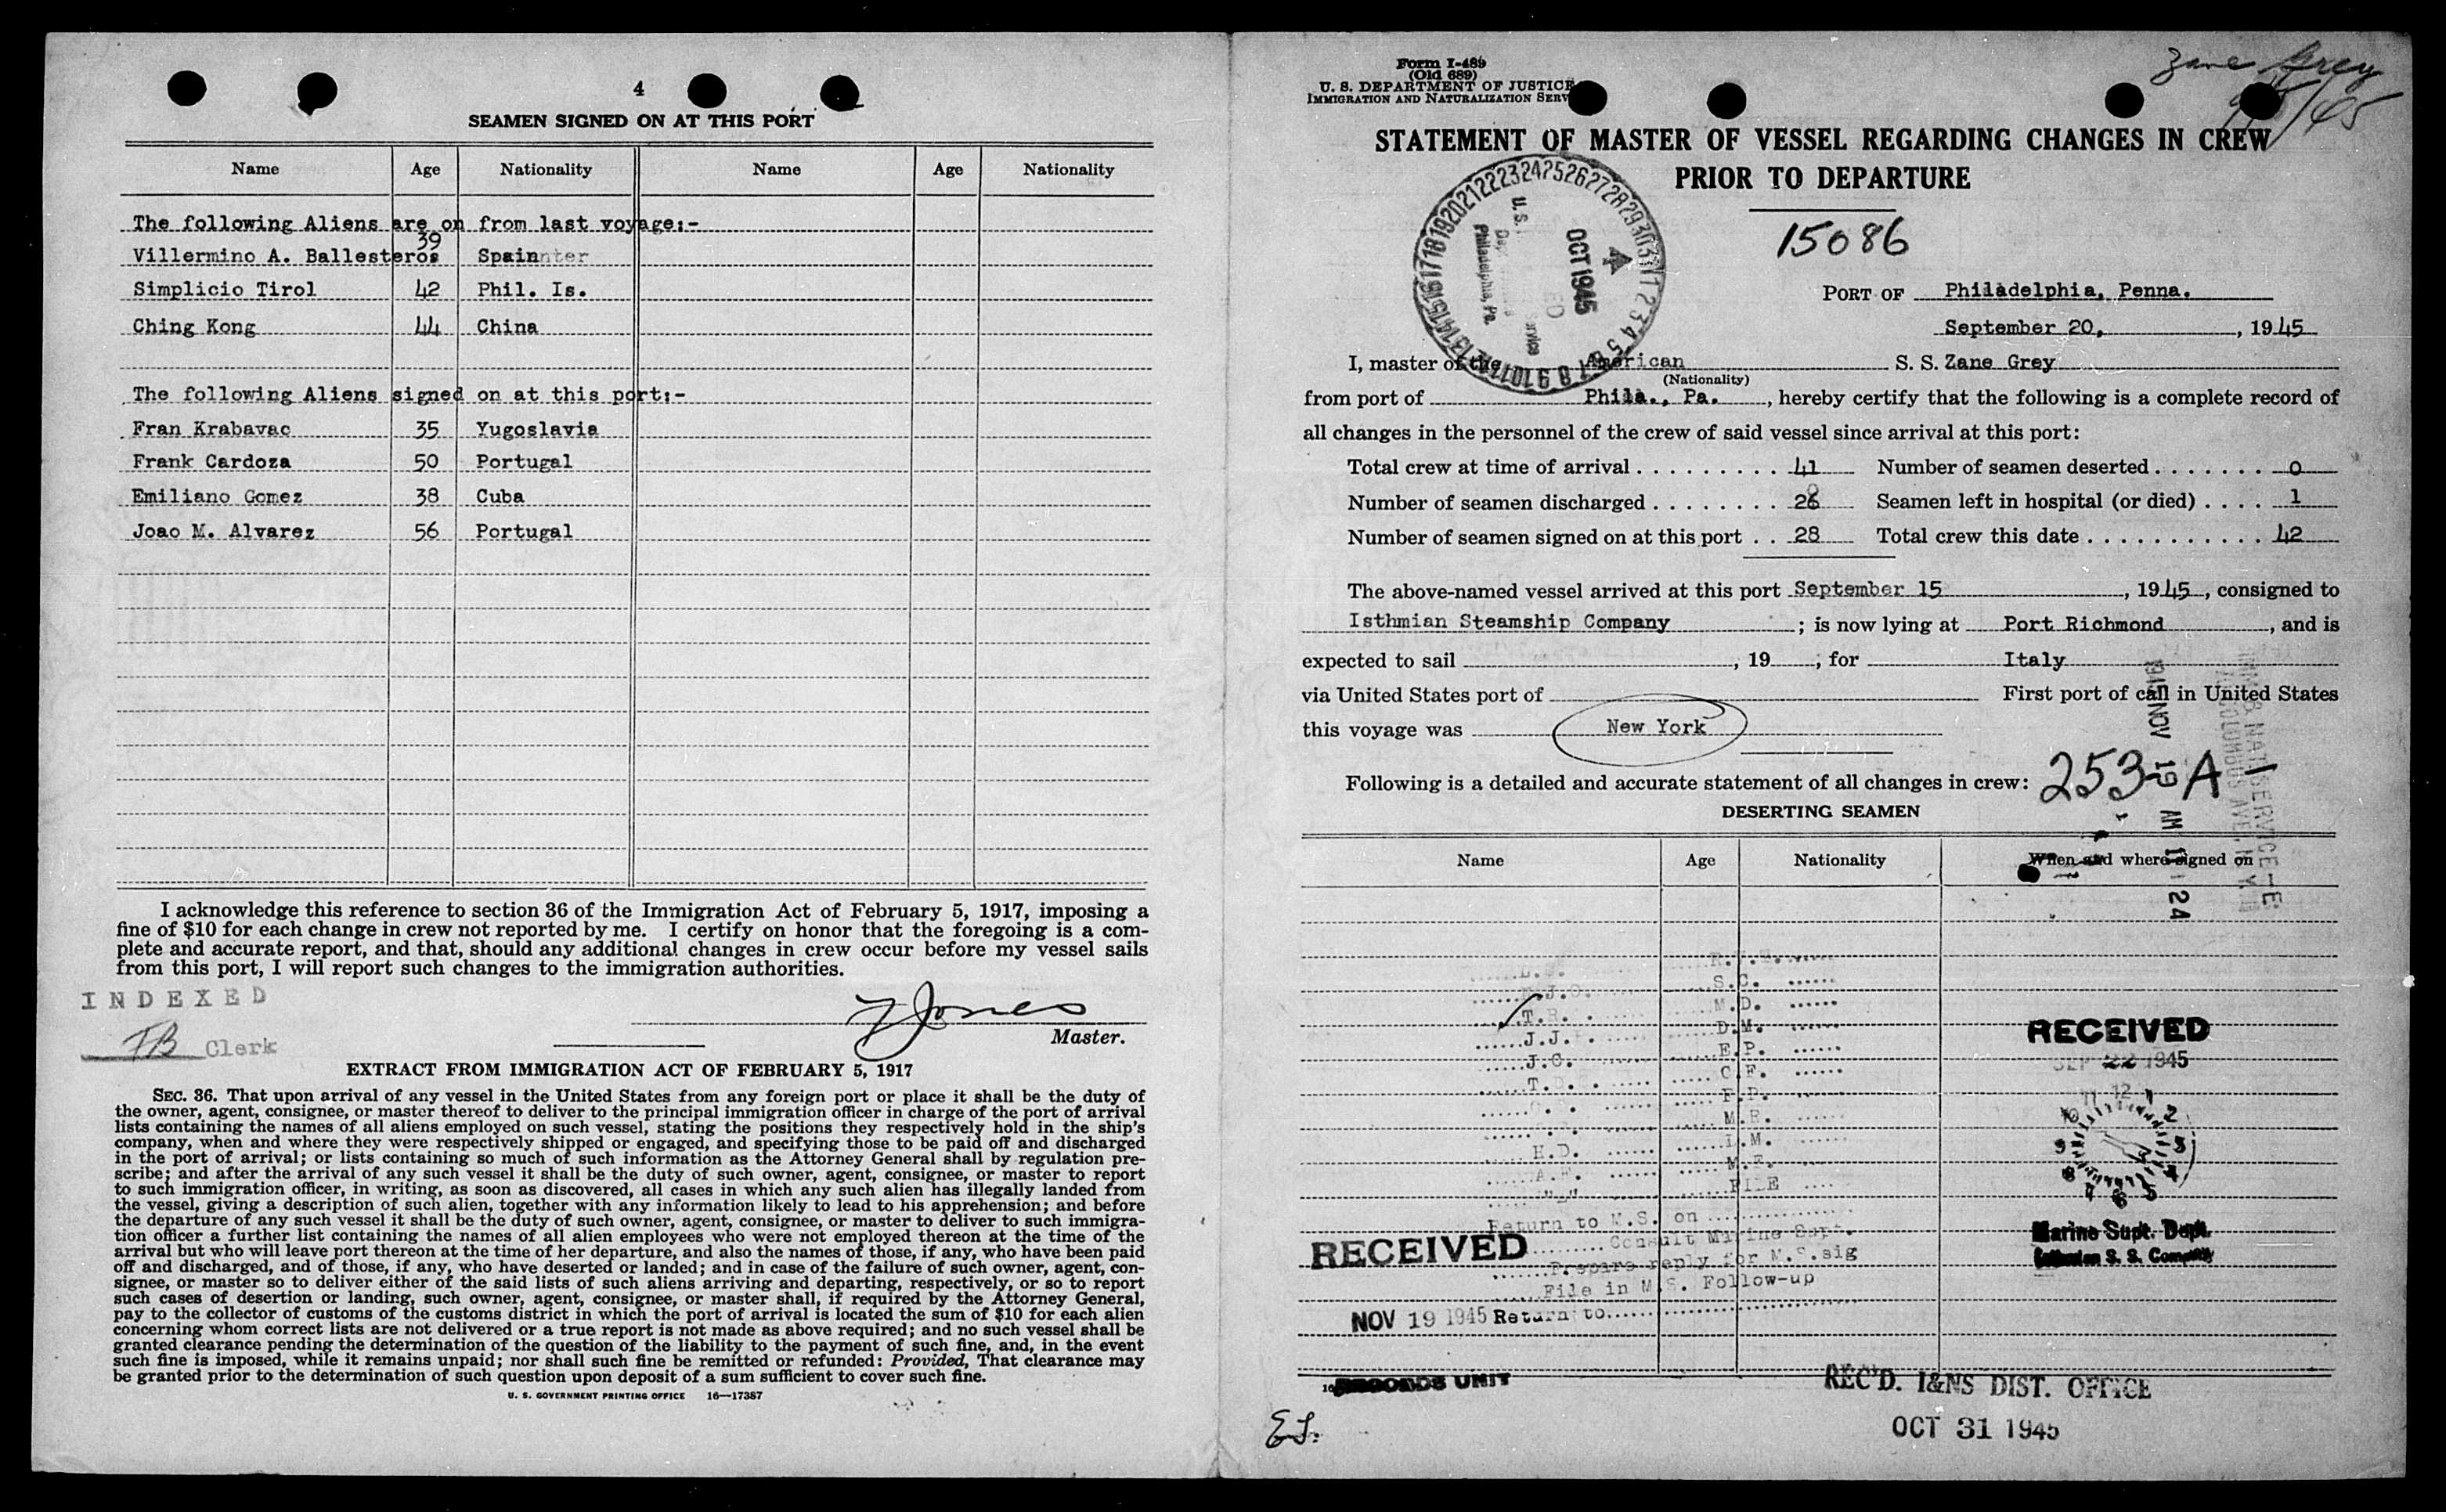 4
SEAMEN SIGNED ON AT THIS PORT
Name Age Nationality Name Age Nationality
The following Aliens are on from last voyage:-
39
Villermino A. Ballesteros Spain
Simplicio Tirol 42 Phil. Is.
Ching Kong 44 China
The following Aliens signed on at this port:-
Fran Krabavac 35 Yugoslavia
Frank Cardoza 50 Portugal
Emiliano Gomez 38 Cuba
Joao M. Alvarez 56 Portugal
I acknowledge this reference to section 36 of the Immigration Act of February 5, 1917, imposing a
fine of $10 for each change in crew not reported by me. I certify on honor that the foregoing is a com-
plete and accurate report, and that, should any additional changes in crew occur before my vessel sails
from this port, I will report such changes to the immigration authorities.
INDEXED
FB Clerk
Jones
Master.
EXTRACT FROM IMMIGRATION ACT OF FEBRUARY 5, 1917
SEC. 36. That upon arrival of any vessel in the United States from any foreign port or place it shall be the duty of
the owner, agent, consignee, or master thereof to deliver to the principal immigration officer in charge of the port of arrival
lists containing the names of all aliens employed on such vessel, stating the positions they respectively hold in the ship's
company, when and where they were respectively shipped or engaged, and specifying those to be paid off and discharged
in the port of arrival; or lists containing so much of such information as the Attorney General shall by regulation pre-
scribe; and after the arrival of any such vessel it shall be the duty of such owner, agent, consignee, or master to report
to such immigration officer, in writing, as soon as discovered, all cases in which any such alien has illegally landed from
the vessel, giving a description of such alien, together with any information likely to lead to his apprehension; and before
the departure of any such vessel it shall be the duty of such owner, agent, consignee, or master to deliver to such immigra-
tion officer a further list containing the names of all alien employees who were not employed thereon at the time of the
arrival but who will leave port thereon at the time of her departure, and also the names of those, if any, who have been paid
off and discharged, and of those, if any, who have deserted or landed; and in case of the failure of such owner, agent, con-
signee, or master so to deliver either of the said lists of such aliens arriving and departing, respectively, or so to report
such cases of desertion or landing, such owner, agent, consignee, or master shall, if required by the Attorney General,
pay to the collector of customs of the customs district in which the port of arrival is located the sum of $10 for each alien
concerning whom correct lists are not delivered or a true report is not made as above required; and no such vessel shall be
granted clearance pending the determination of the question of the liability to the payment of such fine, and, in the event
such fine is imposed, while it remains unpaid; nor shall such fine be remitted or refunded: Provided, That clearance may
be granted prior to the determination of such question upon deposit of a sum sufficient to cover such fine.
U. S. GOVERNMENT PRINTING OFFICE 16—17387
Form I-489
(Old 689)
U. S. DEPARTMENT OF JUSTICE
IMMIGRATION AND NATURALIZATION SERV
Zane Grey
STATEMENT OF MASTER OF VESSEL REGARDING CHANGES IN CREW
PRIOR TO DEPARTURE
OCT 1945
Philadelphia, Pa.
15086
PORT OF Philadelphia, Penna.
September 20, , 1945
I, master of the American S. S. Zane Grey
(Nationality)
from port of Phila., Pa. , hereby certify that the following is a complete record of
all changes in the personnel of the crew of said vessel since arrival at this port:
Total crew at time of arrival . . . . . . . . . . 41 Number of seamen deserted . . . . . . . 0
Number of seamen discharged . . . . . . . . 26 Seamen left in hospital (or died) . . . . 1
Number of seamen signed on at this port . . 28 Total crew this date . . . . . . . . . . . 42
The above-named vessel arrived at this port September 15 , 1945 , consigned to
Isthmian Steamship Company ; is now lying at Port Richmond , and is
expected to sail , 19 , for Italy
via United States port of First port of call in United States
this voyage was New York
1945 NOV 19 AM 11 24
Following is a detailed and accurate statement of all changes in crew: 253-A
DESERTING SEAMEN
Name Age Nationality When and where signed on
S.C. ......
M.D. ......
D.M. ......
......J.J.
......E.P. ......
......J.C.
H.D. ......
FILE ....
Return to M.S. on ...............
Consult Marine Supt.
......Prepare reply for M.S.sig
......File in M.S. Follow-up
Return to...............
RECEIVED
SEP 22 1945
Marine Supt. Dept.
Isthmian S. S. Company
RECEIVED
NOV 19 1945
RECORDS UNIT
REC'D. I&NS DIST. OFFICE
OCT 31 1945